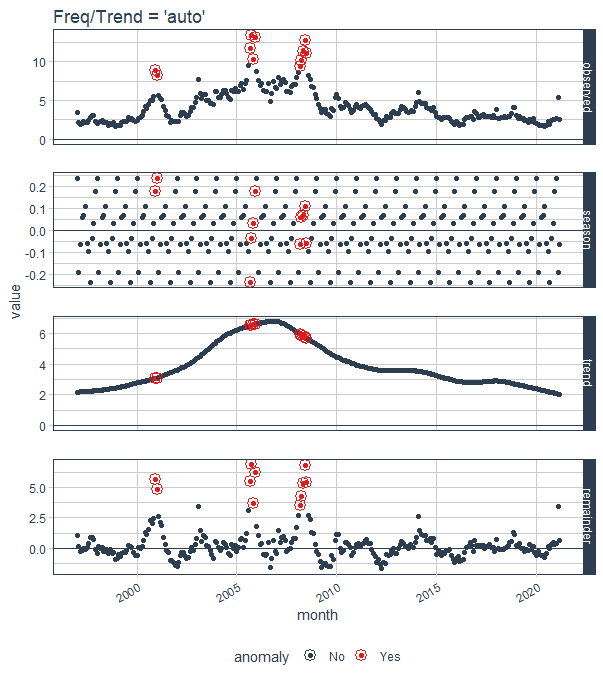 Freq/Trend = 'auto'
10
5
0
observed
0.2
0.1
0.0
-0.1
-0.2
season
value
6
4
2
0
trend
5.0
2.5
0.0
remainder
2000
2005
2010
2015
2020
month
anomaly No Yes